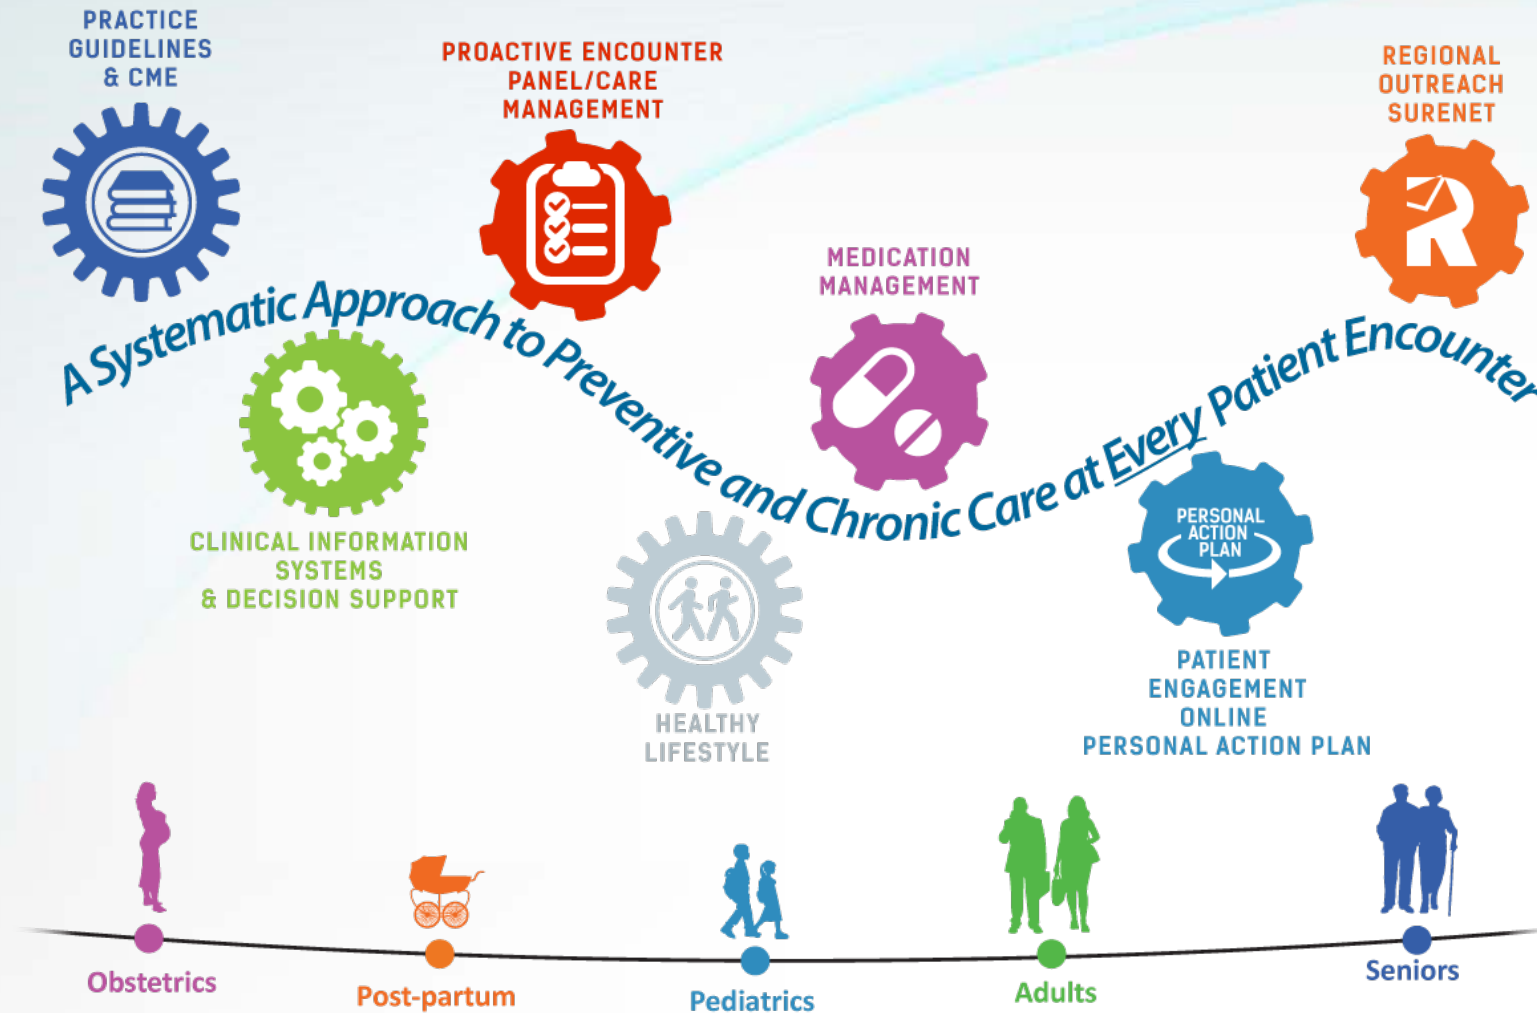 PRACTICE
GUIDELINES
& CME
PROACTIVE ENCOUNTER
PANEL/CARE
MANAGEMENT
REGIONAL
OUTREACH
SURENET
MEDICATION
MANAGEMENT
A Systematic Approach to Preventive and Chronic Care at Every Patient Encounter
CLINICAL INFORMATION
SYSTEMS
& DECISION SUPPORT
PERSONAL
ACTION
PLAN
HEALTHY
LIFESTYLE
PATIENT
ENGAGEMENT
ONLINE
PERSONAL ACTION PLAN
Obstetrics
Post-partum
Pediatrics
Adults
Seniors